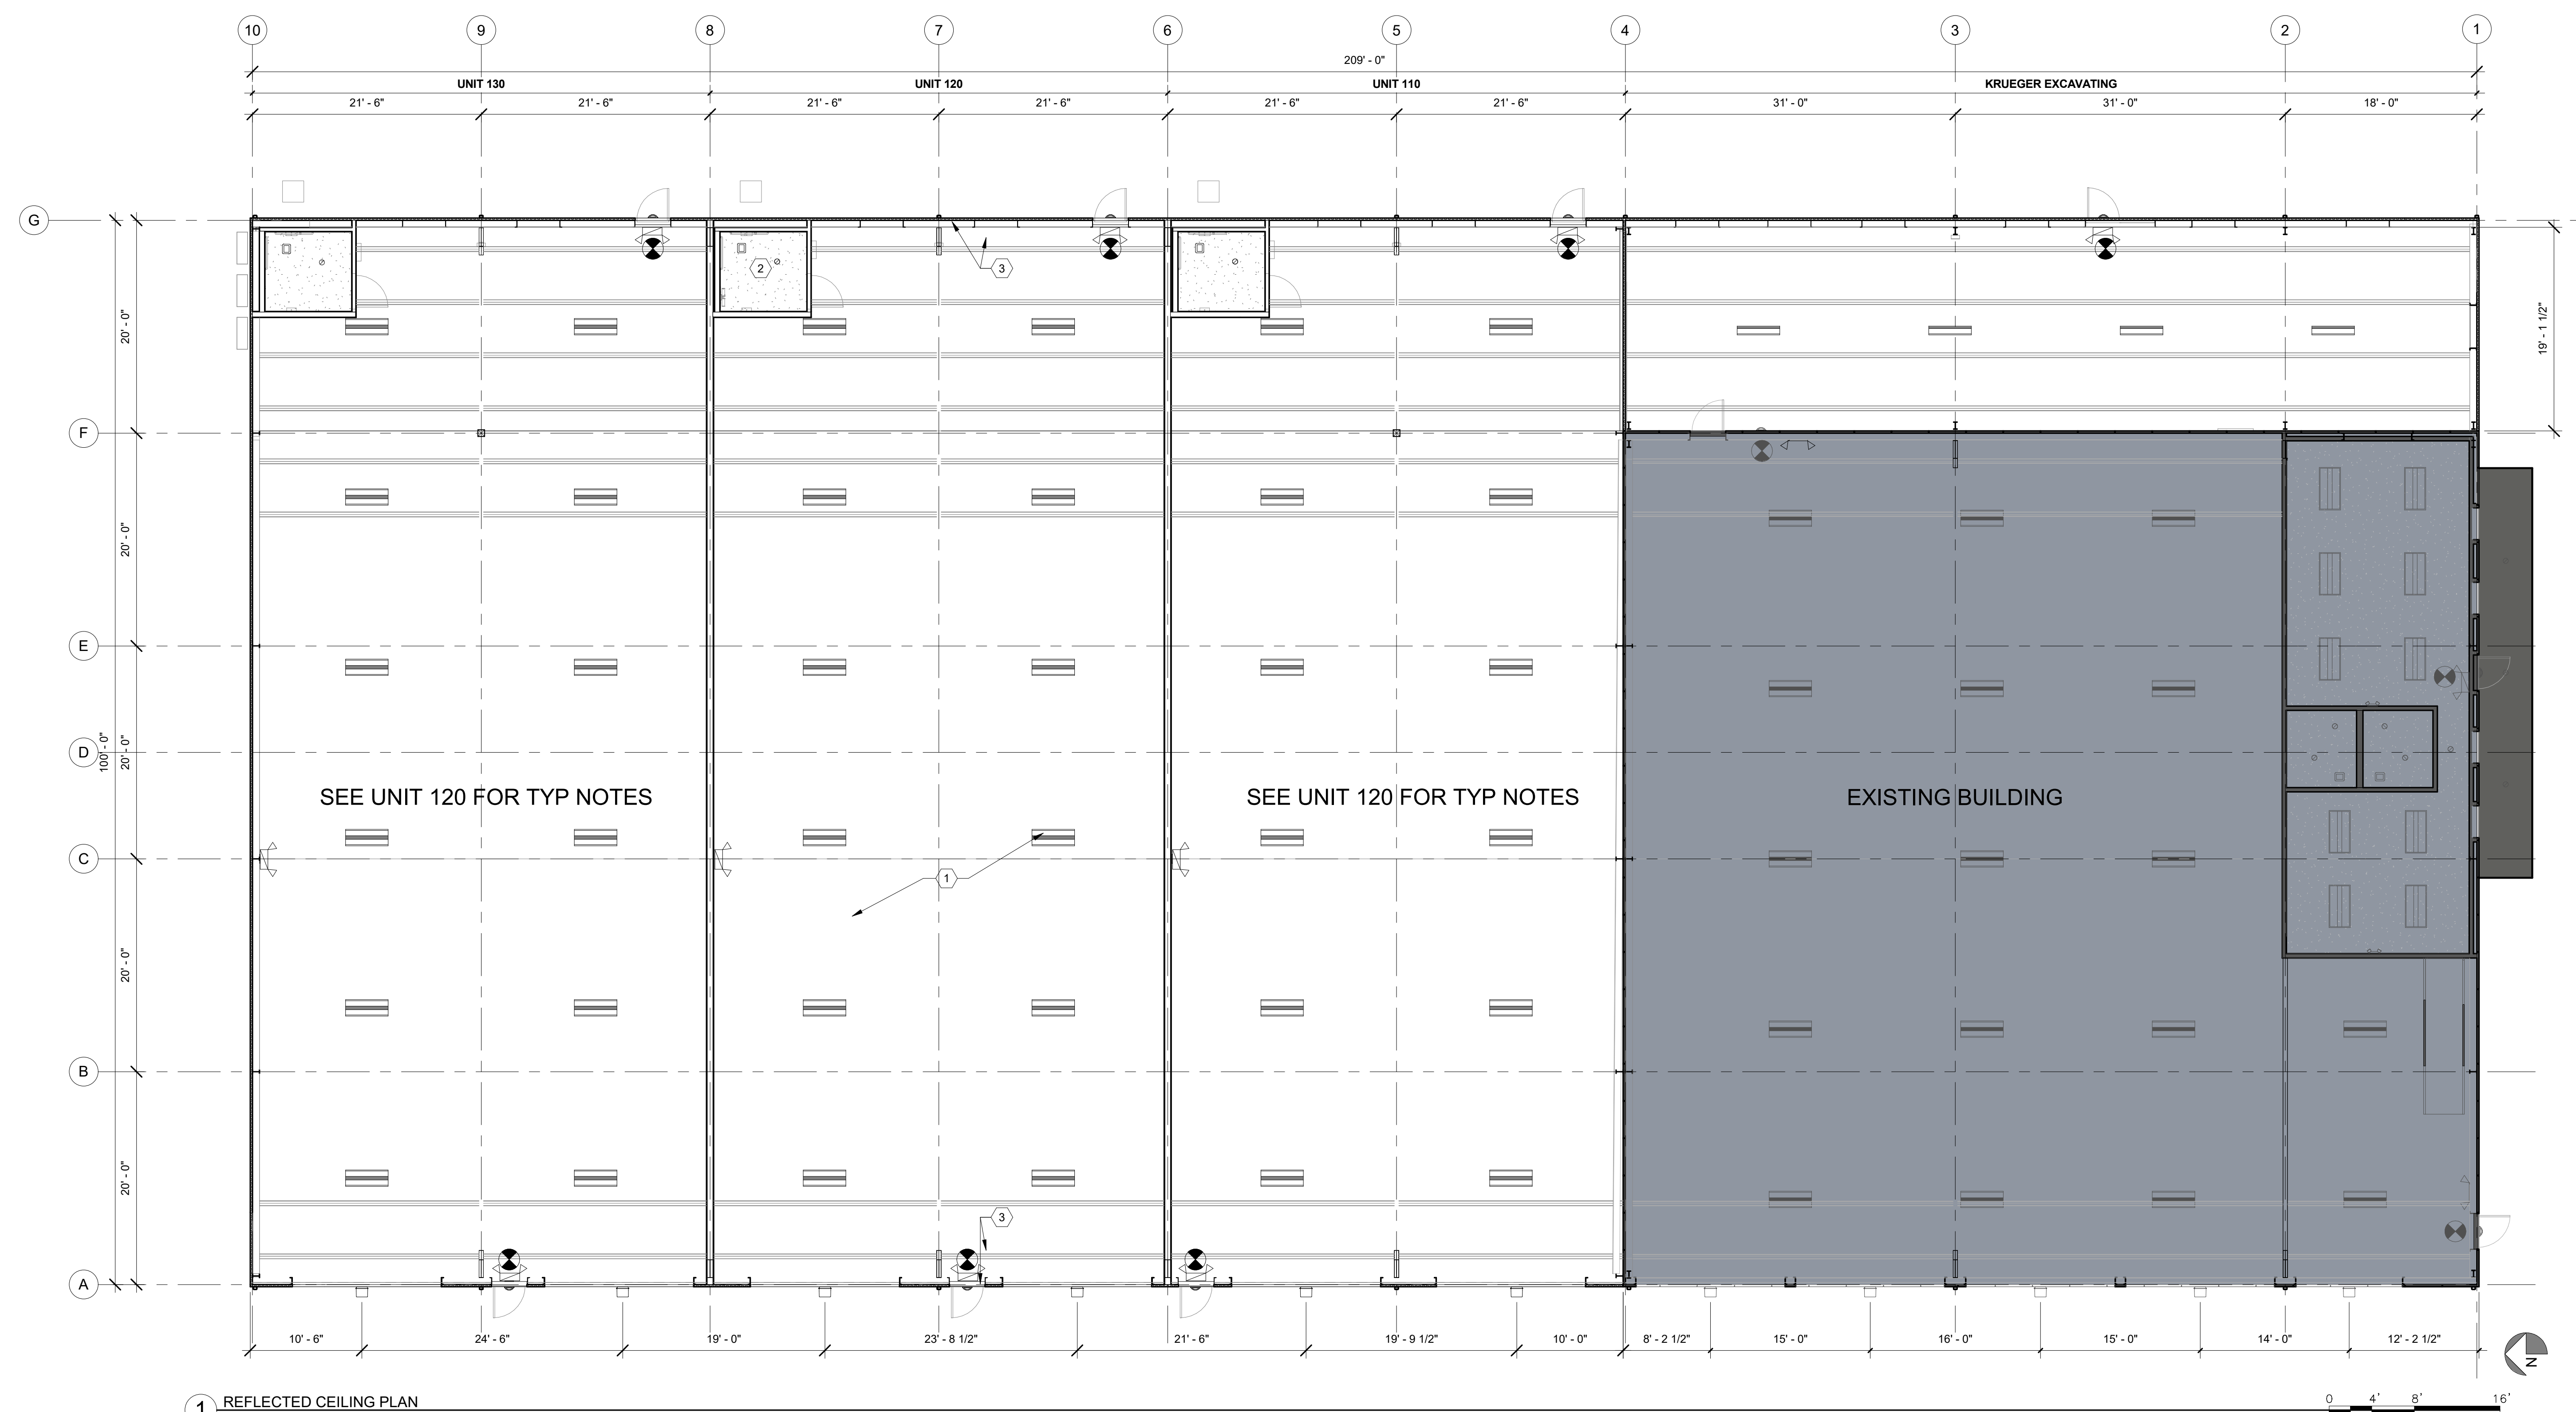 10 9 8 7 6 5 4 3 2 1
209' - 0"
UNIT 130 UNIT 120 UNIT 110 KRUEGER EXCAVATING
21' - 6" 21' - 6" 21' - 6" 21' - 6" 21' - 6" 21' - 6" 31' - 0" 31' - 0" 18' - 0"
G
2 3
20' - 0"
19' - 1 1/2"
F
20' - 0"
E
D
100' - 0"
20' - 0"
SEE UNIT 120 FOR TYP NOTES SEE UNIT 120 FOR TYP NOTES EXISTING BUILDING
C
1
20' - 0"
B
20' - 0"
3
A
10' - 6" 24' - 6" 19' - 0" 23' - 8 1/2" 21' - 6" 19' - 9 1/2" 10' - 0" 8' - 2 1/2" 15' - 0" 16' - 0" 15' - 0" 14' - 0" 12' - 2 1/2"
N
1 REFLECTED CEILING PLAN
0 4' 8' 16'